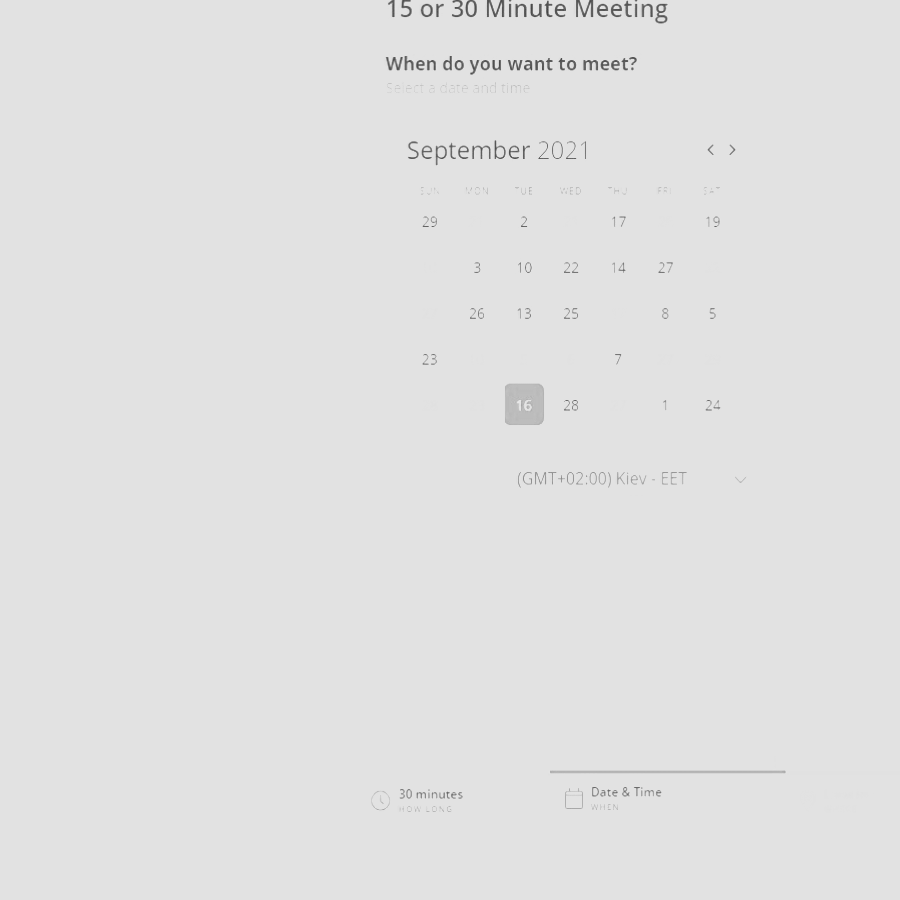 15 or 30 Minute Meeting
When do you want to meet?
Select a date and time
September 2021
SUN MON TUE WED THU FRI SAT
29 2 17 19
3 10 22 14 27
26 13 25 8 5
23 7
16 28 1 24
(GMT+02:00) Kiev - EET
30 minutes
HOW LONG
Date & Time
WHEN